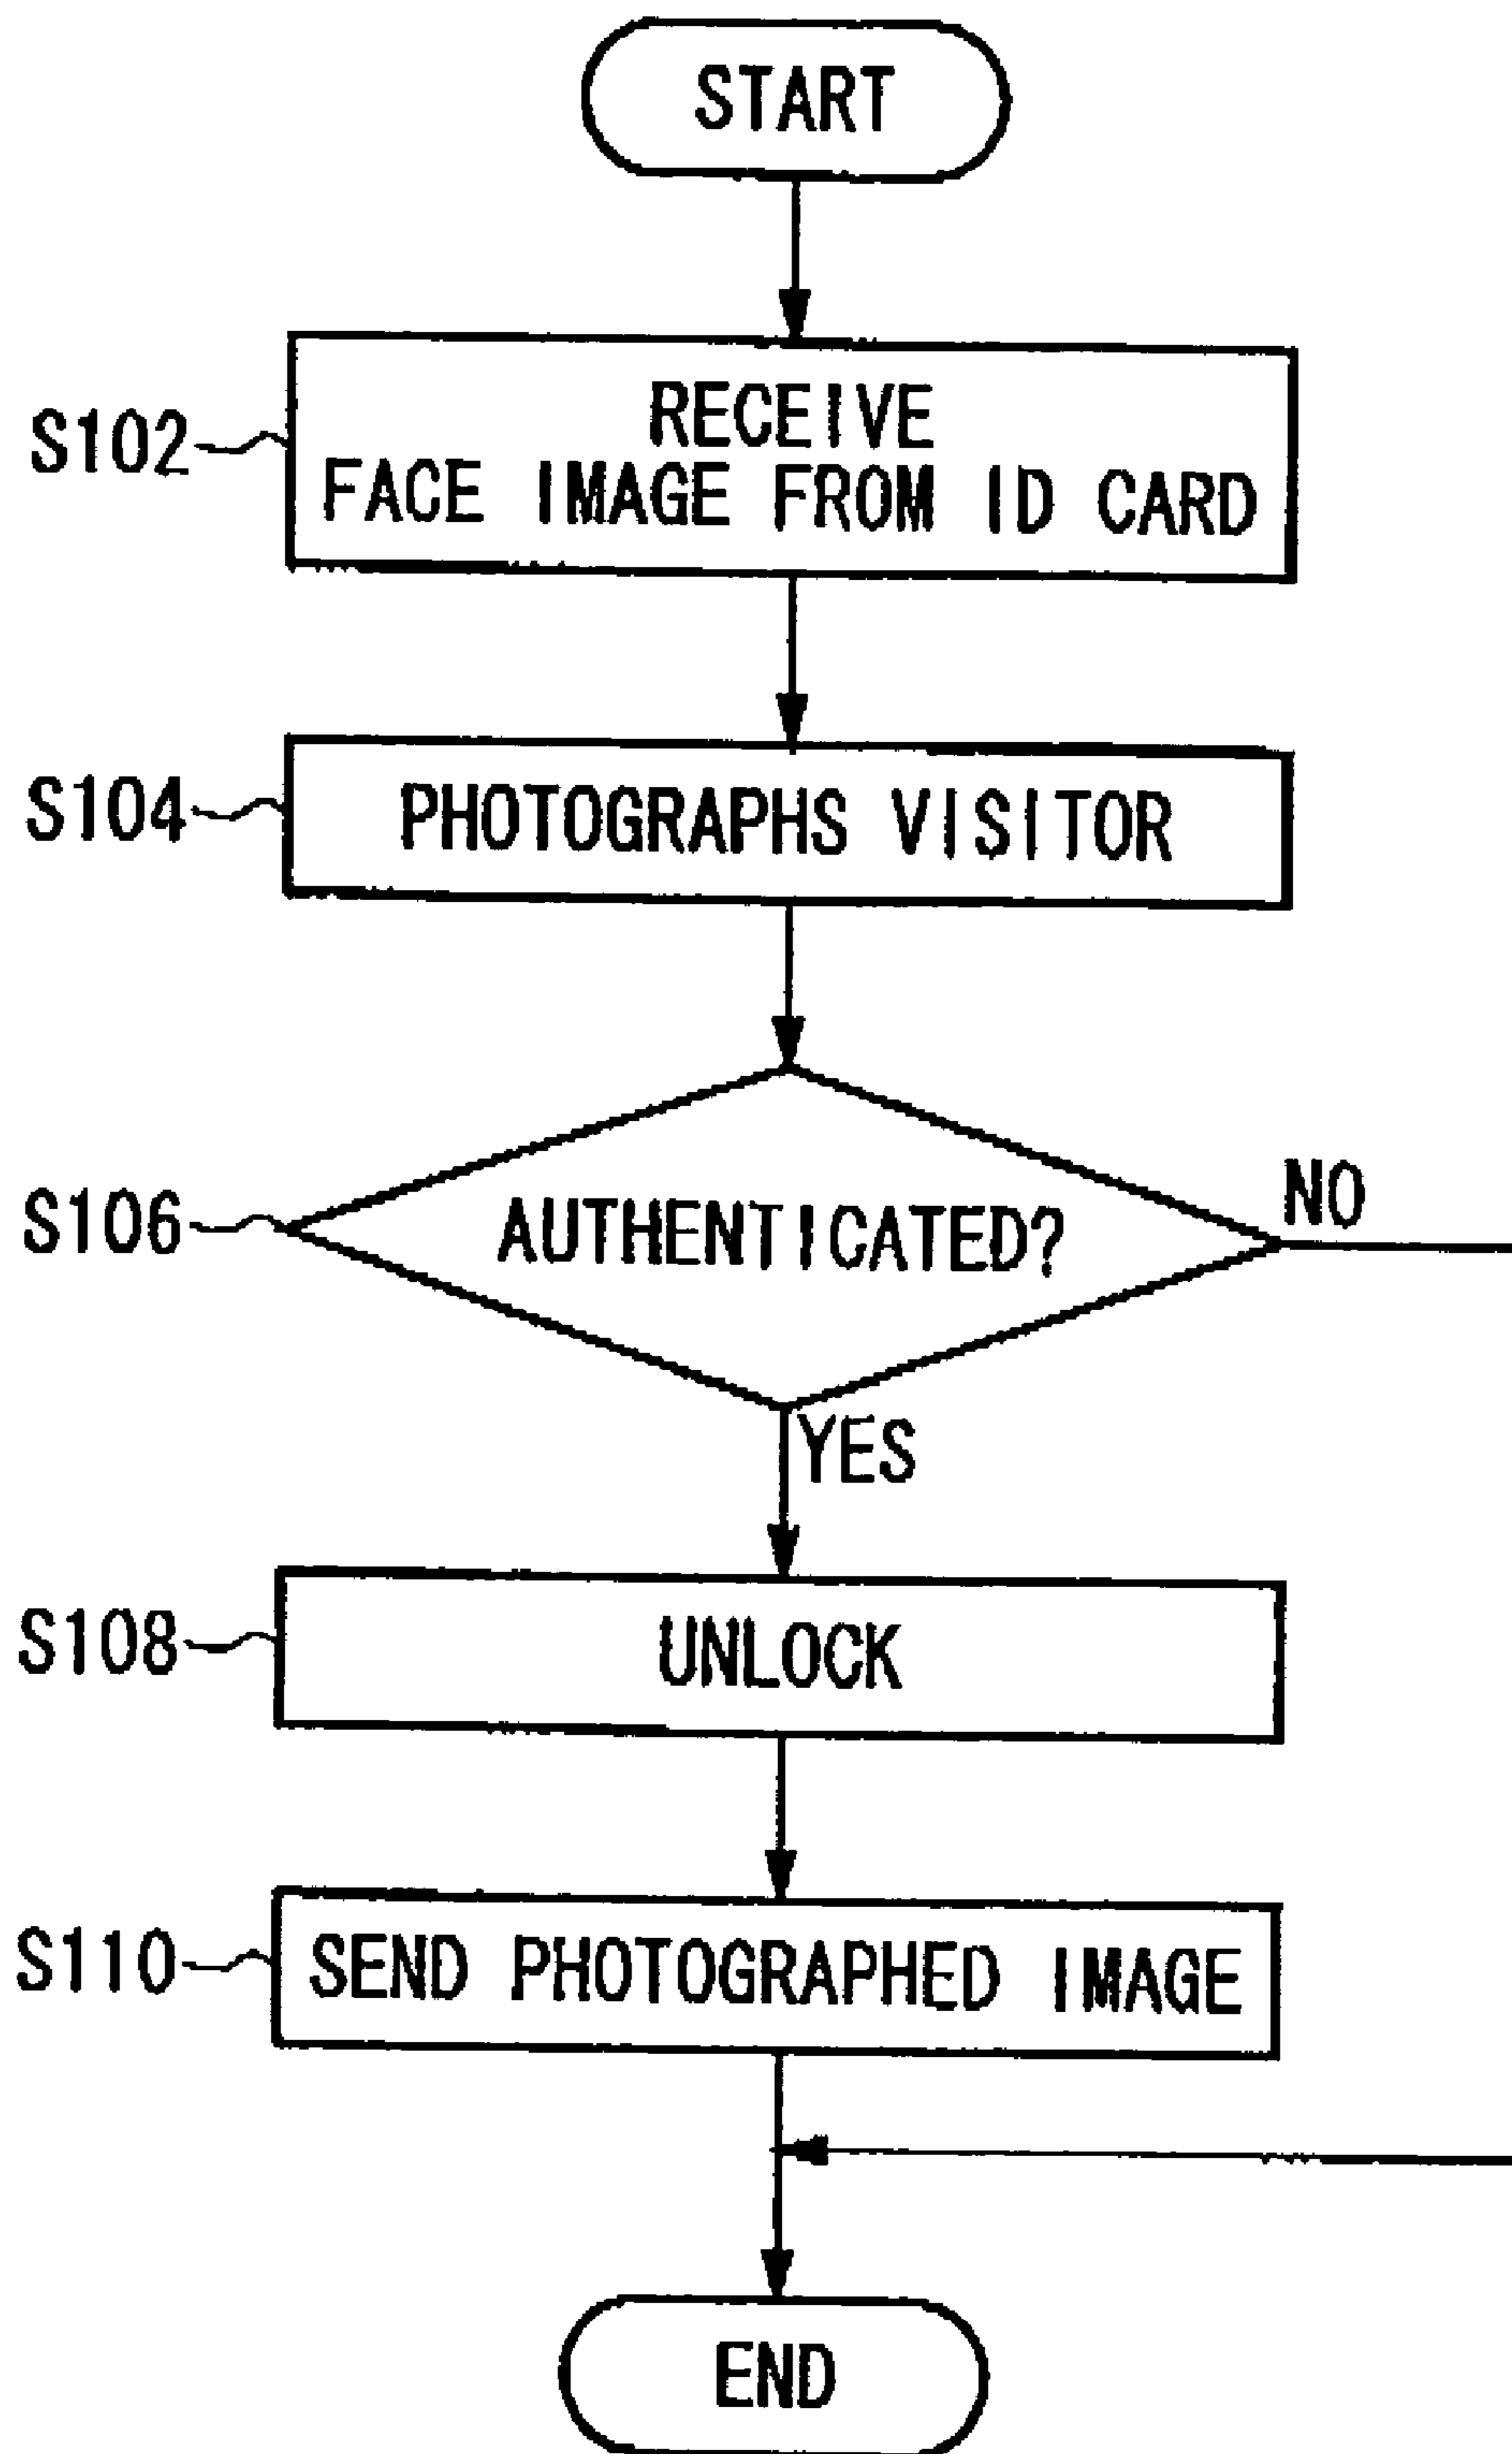 START
S102
RECEIVE
FACE IMAGE FROM ID CARD
S104
PHOTOGRAPHS VISITOR
S106
AUTHENTICATED?
NO
YES
S108
UNLOCK
S110
SEND PHOTOGRAPHED IMAGE
END